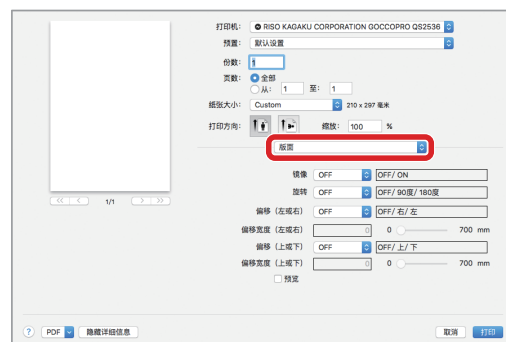 打印机: RISO KAGAKU CORPORATION GOCCOPRO QS2536
预置: 默认设置
份数: 1
页数: 全部
从: 1 至: 1
纸张大小: Custom 210 x 297 毫米
打印方向: 缩放: 100 %
版面
镜像 OFF OFF/ ON
旋转 OFF OFF/ 90度/ 180度
<< < 1/1 > >>
偏移（左或右） OFF OFF/ 右/ 左
偏移宽度（左或右） 0 0 700 mm
偏移（上或下） OFF OFF/ 上/ 下
偏移宽度（上或下） 0 0 700 mm
预览
? PDF 隐藏详细信息 取消 打印